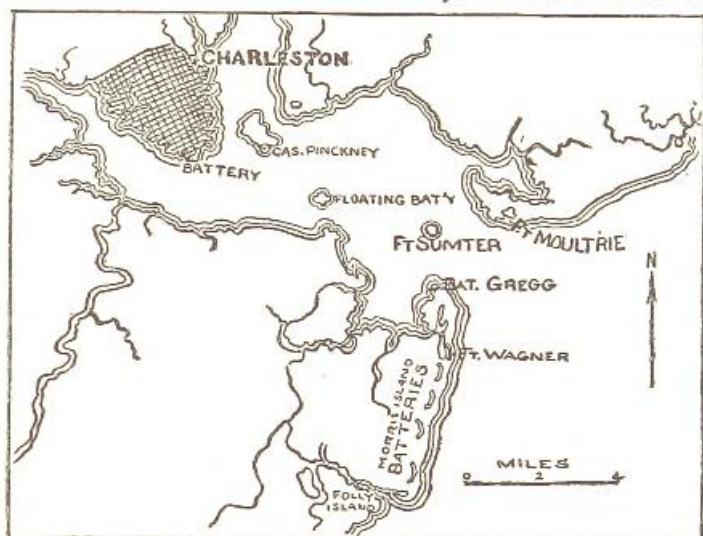 CHARLESTON
CAS. PINCKNEY
BATTERY
FLOATING BAT'Y
FT SUMTER
FT MOULTRIE
N
BAT. GREGG
FT. WAGNER
MORRIS ISLAND
BATTERIES
MILES
0 2 4
FOLLY
ISLAND